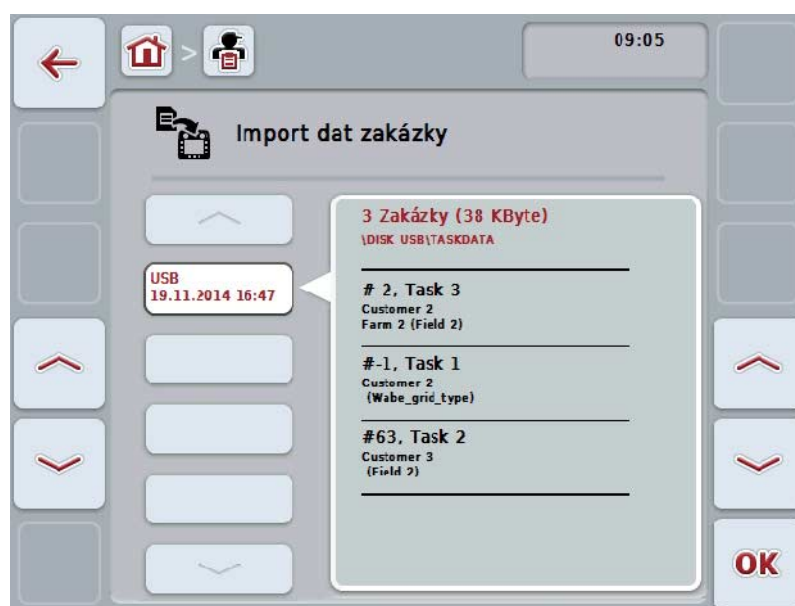 09:05
Import dat zakázky
USB
19.11.2014 16:47
3 Zakázky (38 KByte)
\DISK USB\TASKDATA
# 2, Task 3
Customer 2
Farm 2 (Field 2)
#-1, Task 1
Customer 2
(Wabe_grid_type)
#63, Task 2
Customer 3
(Field 2)
OK